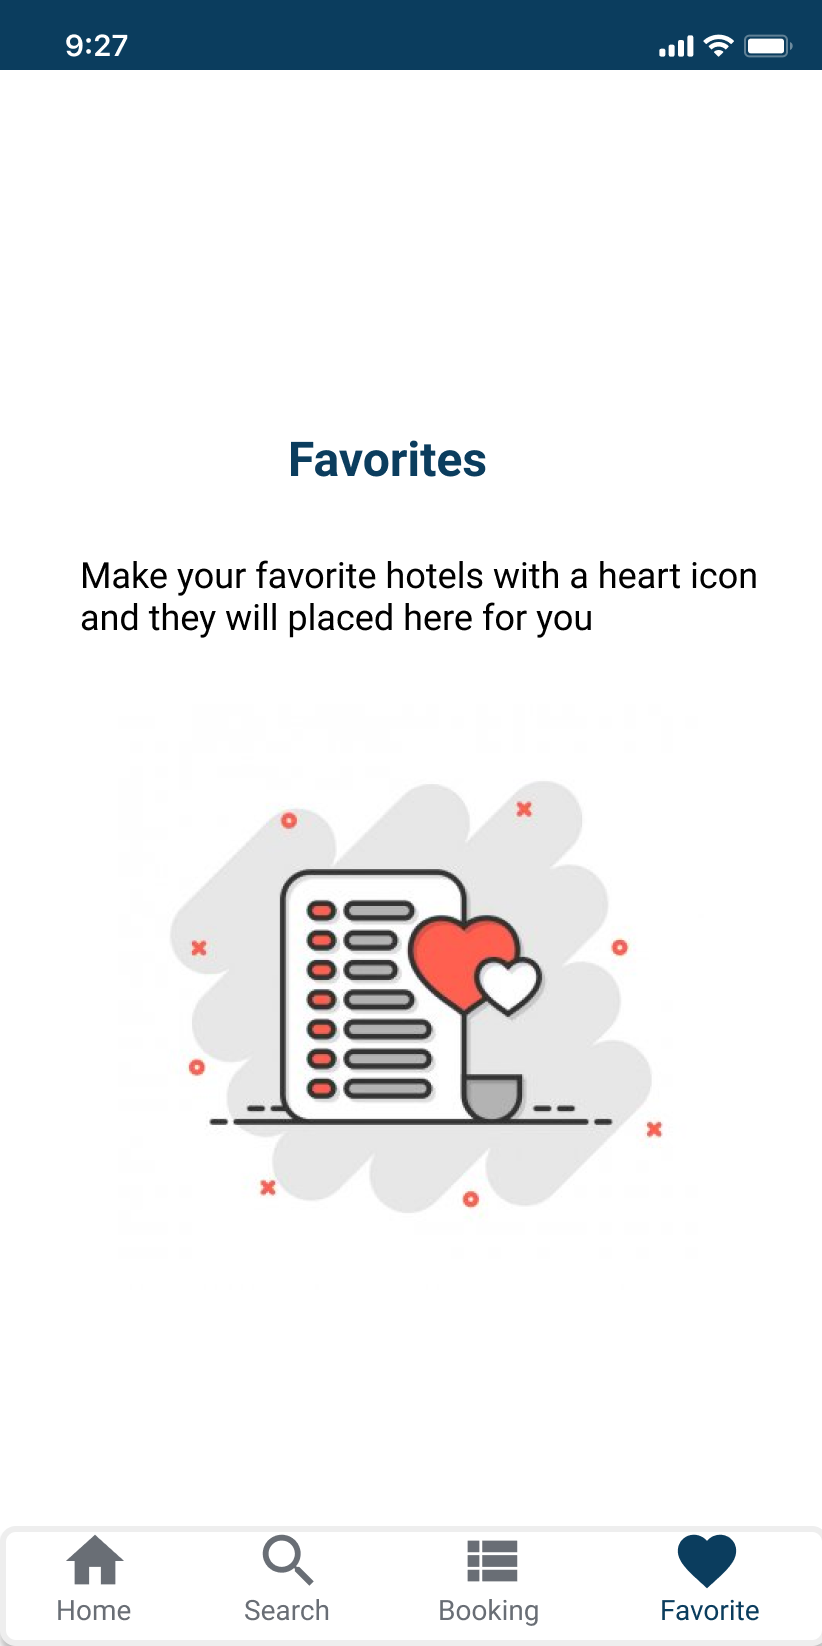 9:27
Favorites
Make your favorite hotels with a heart icon
and they will placed here for you
Home
Search
Booking
Favorite